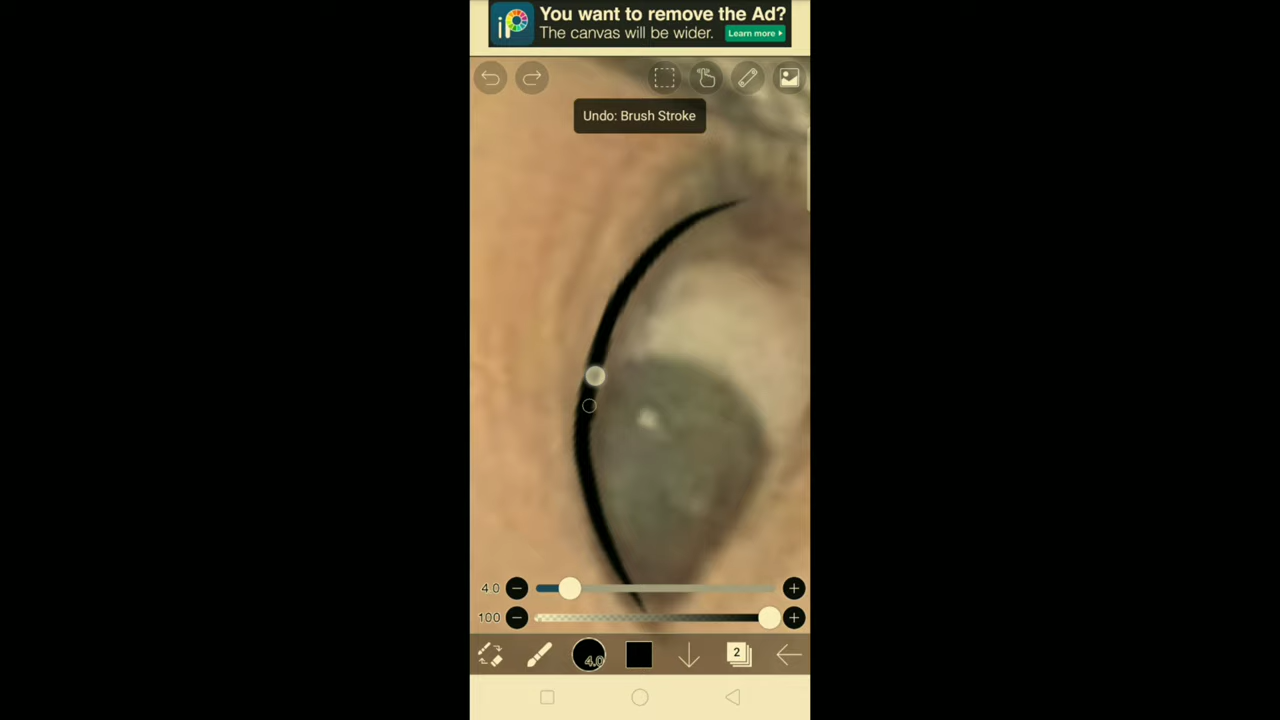 iP
You want to remove the Ad?
The canvas will be wider.
Learn more
Undo: Brush Stroke
4.0
100
4.0
2